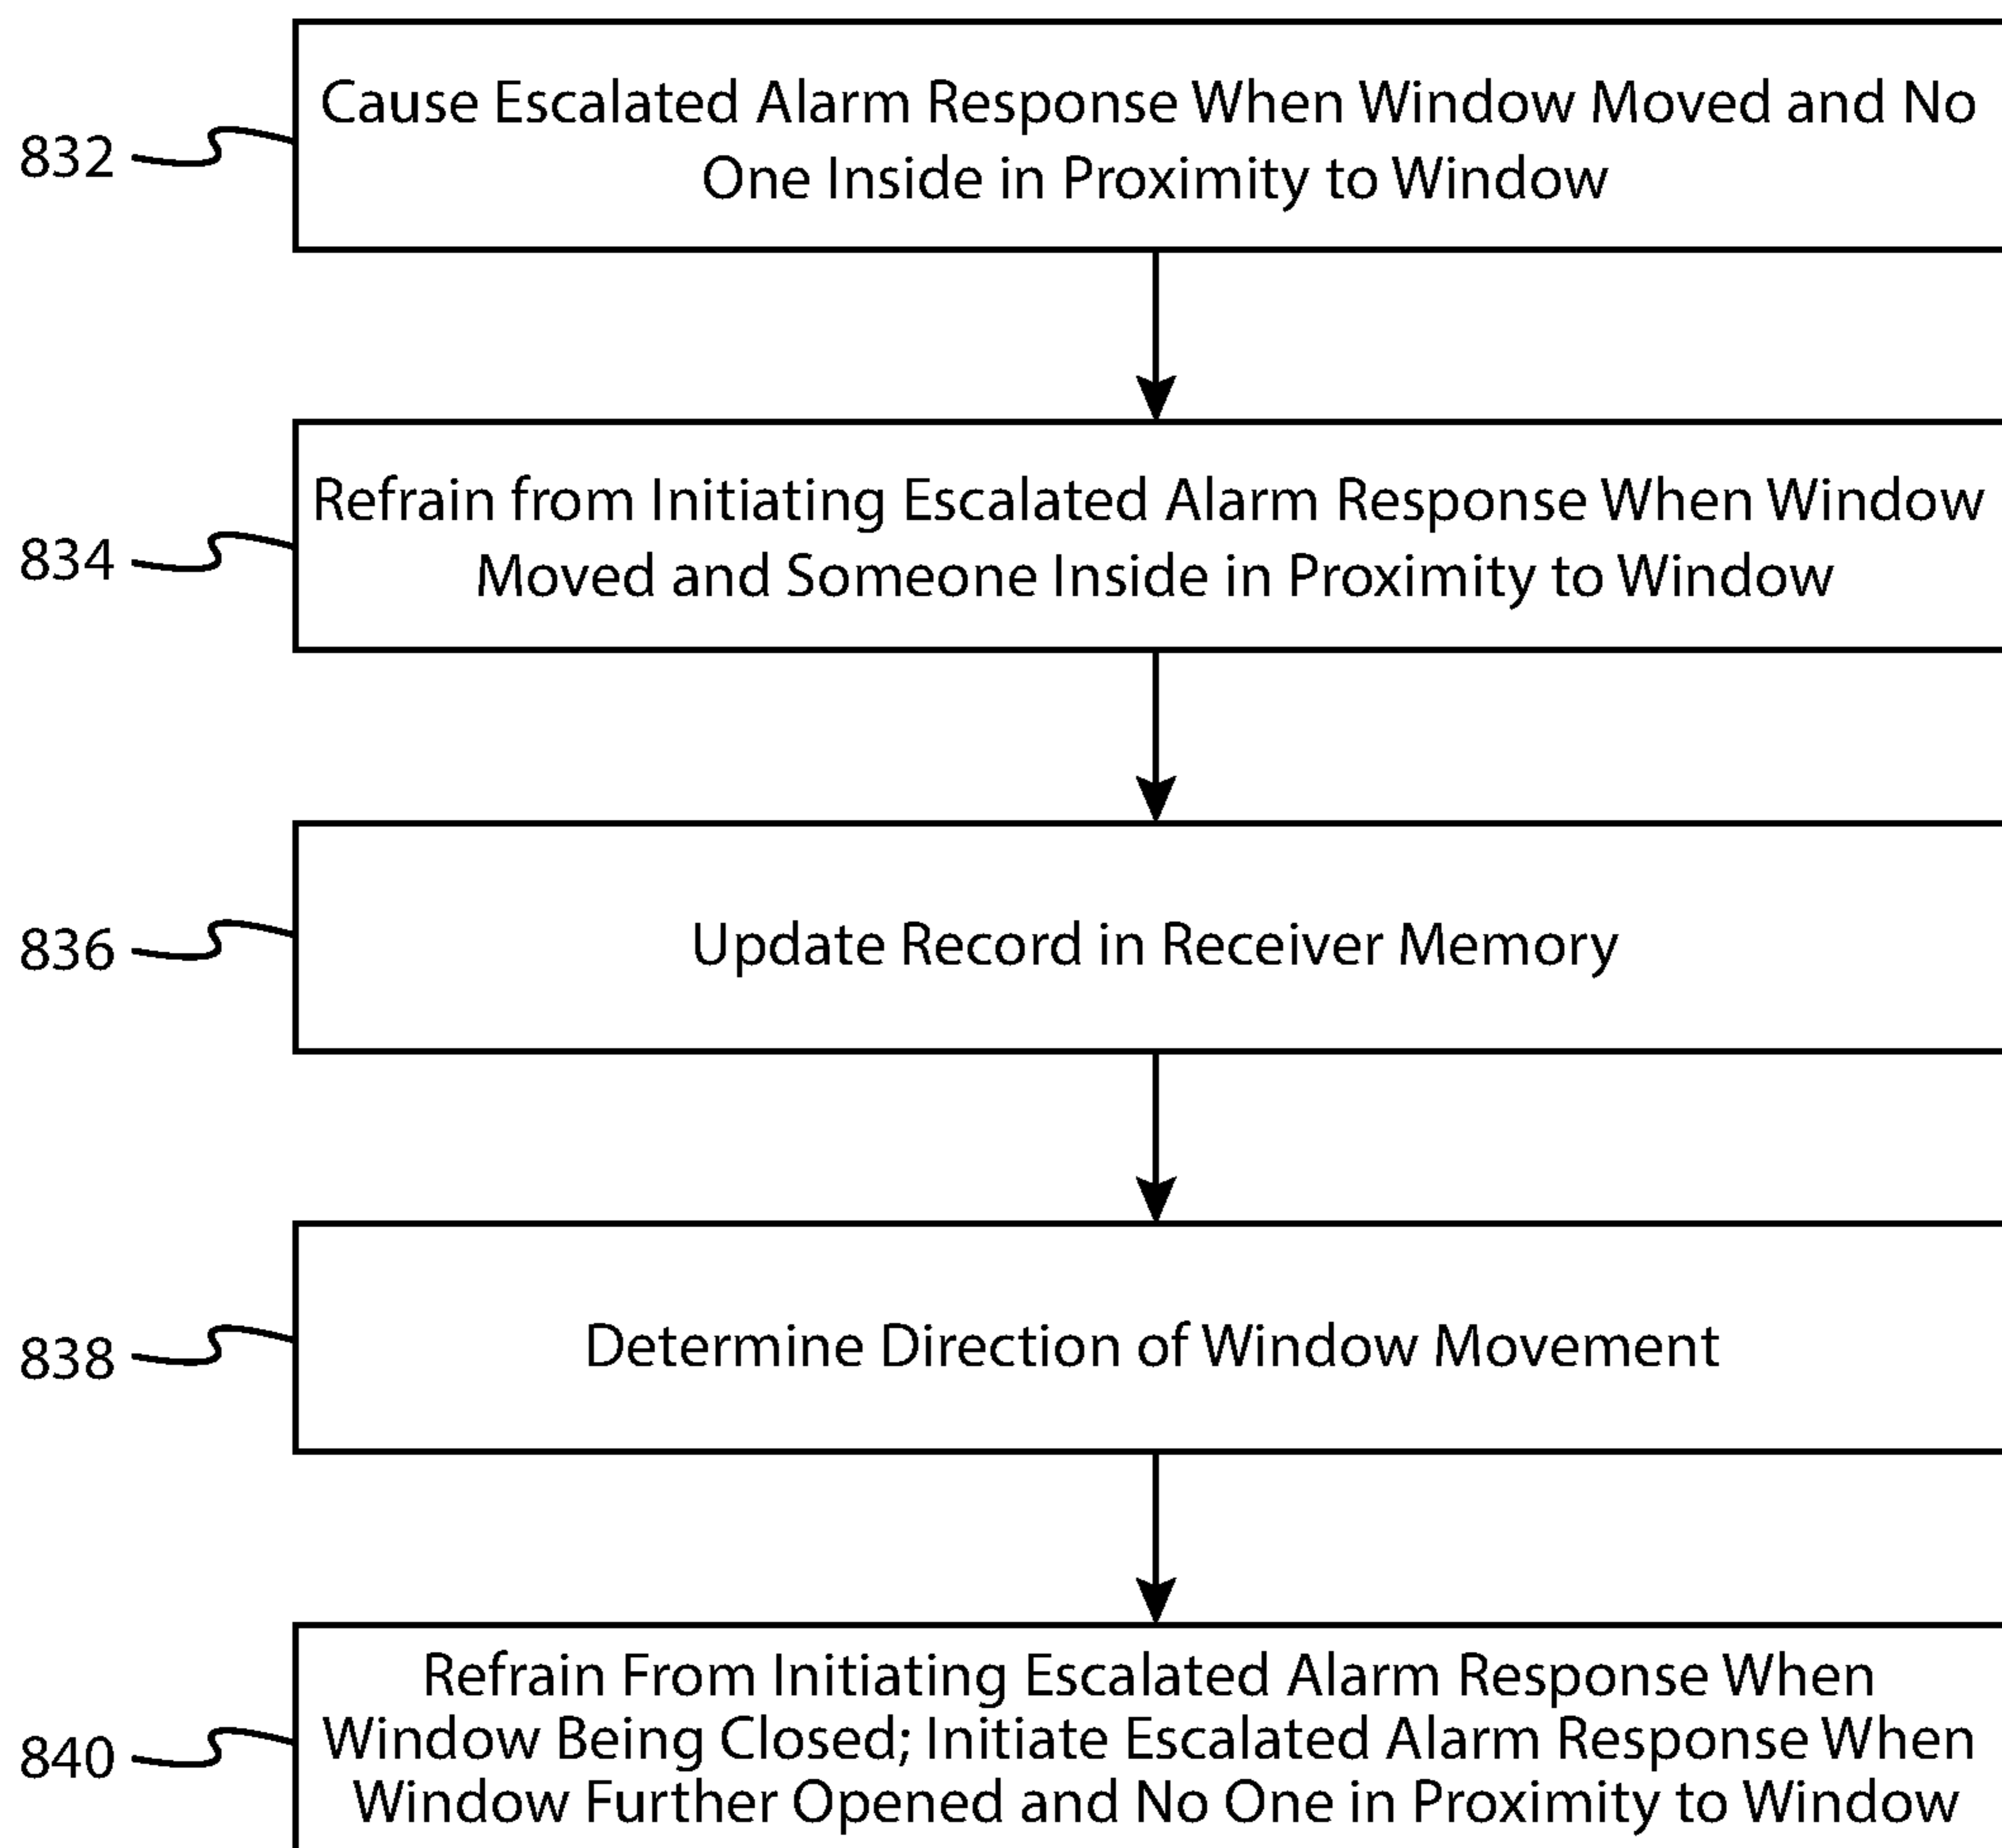 832
Cause Escalated Alarm Response When Window Moved and No
One Inside in Proximity to Window
834
Refrain from Initiating Escalated Alarm Response When Window
Moved and Someone Inside in Proximity to Window
836
Update Record in Receiver Memory
838
Determine Direction of Window Movement
840
Refrain From Initiating Escalated Alarm Response When
Window Being Closed; Initiate Escalated Alarm Response When
Window Further Opened and No One in Proximity to Window